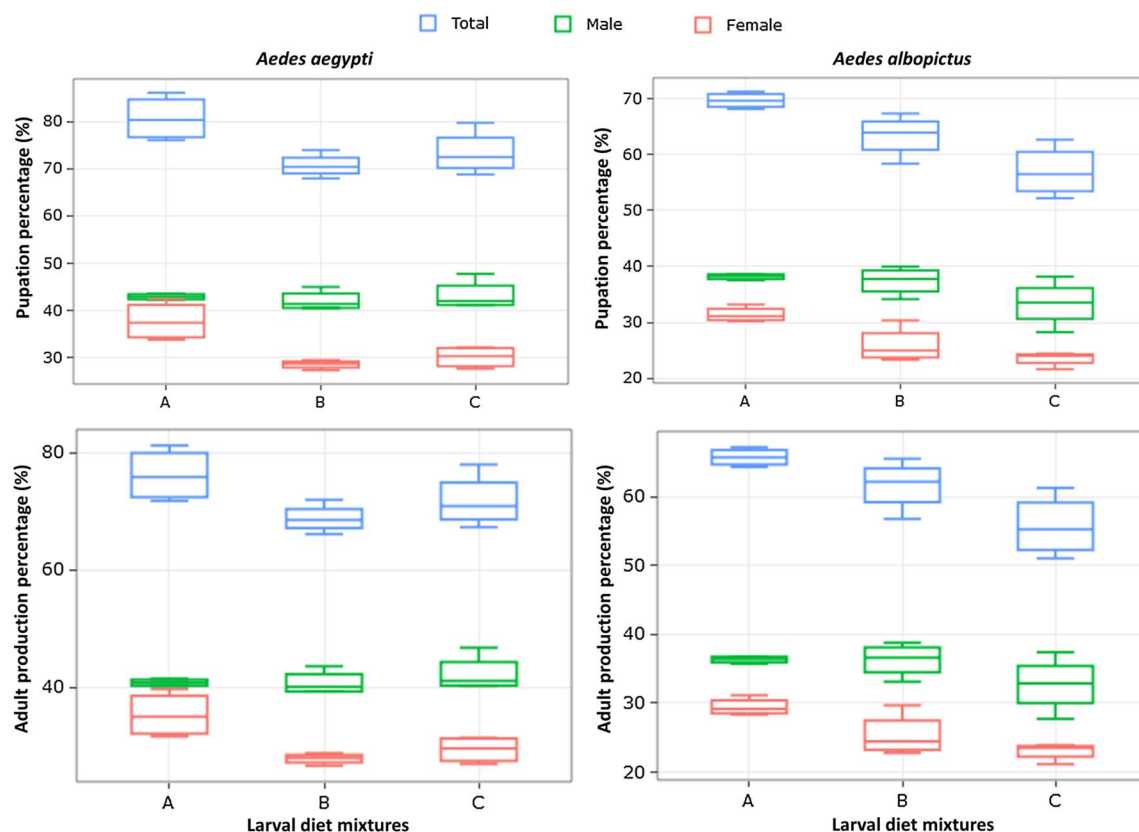 Total Male Female
Aedes aegypti
Aedes albopictus
Pupation percentage (%)
80
70
60
50
40
30
A B C
Pupation percentage (%)
70
60
50
40
30
20
A B C
Adult production percentage (%)
80
60
40
A B C
Larval diet mixtures
Adult production percentage (%)
60
50
40
30
20
A B C
Larval diet mixtures